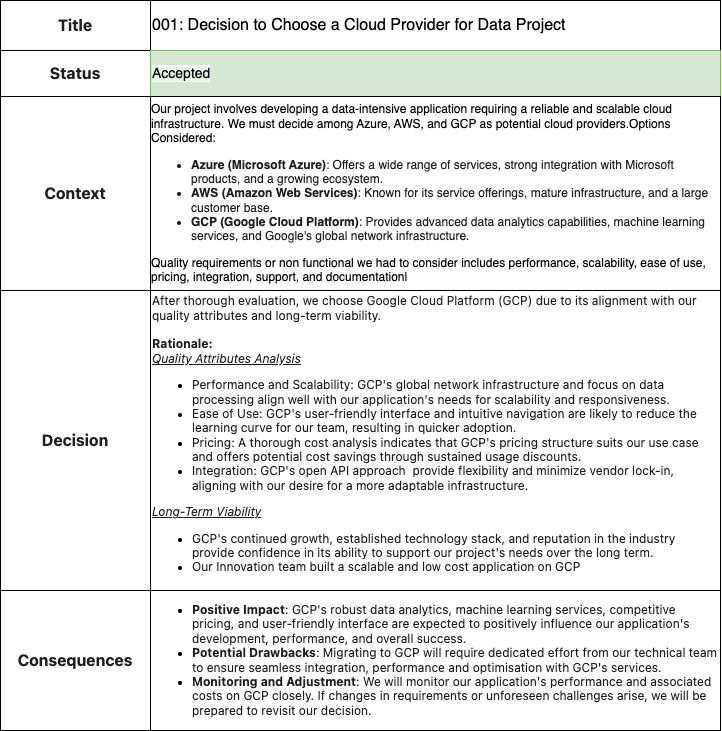 Title
001: Decision to Choose a Cloud Provider for Data Project
Status
Accepted
Context
Our project involves developing a data-intensive application requiring a reliable and scalable cloud
infrastructure. We must decide among Azure, AWS, and GCP as potential cloud providers.Options
Considered:
• Azure (Microsoft Azure): Offers a wide range of services, strong integration with Microsoft
products, and a growing ecosystem.
• AWS (Amazon Web Services): Known for its service offerings, mature infrastructure, and a large
customer base.
• GCP (Google Cloud Platform): Provides advanced data analytics capabilities, machine learning
services, and Google's global network infrastructure.
Quality requirements or non functional we had to consider includes performance, scalability, ease of use,
pricing, integration, support, and documentationl
Decision
After thorough evaluation, we choose Google Cloud Platform (GCP) due to its alignment with our
quality attributes and long-term viability.
Rationale:
Quality Attributes Analysis
• Performance and Scalability: GCP's global network infrastructure and focus on data
processing align well with our application's needs for scalability and responsiveness.
• Ease of Use: GCP's user-friendly interface and intuitive navigation are likely to reduce the
learning curve for our team, resulting in quicker adoption.
• Pricing: A thorough cost analysis indicates that GCP's pricing structure suits our use case
and offers potential cost savings through sustained usage discounts.
• Integration: GCP's open API approach  provide flexibility and minimize vendor lock-in,
aligning with our desire for a more adaptable infrastructure.
Long-Term Viability
• GCP's continued growth, established technology stack, and reputation in the industry
provide confidence in its ability to support our project's needs over the long term.
• Our Innovation team built a scalable and low cost application on GCP
Consequences
• Positive Impact: GCP's robust data analytics, machine learning services, competitive
pricing, and user-friendly interface are expected to positively influence our application's
development, performance, and overall success.
• Potential Drawbacks: Migrating to GCP will require dedicated effort from our technical team
to ensure seamless integration, performance and optimisation with GCP's services.
• Monitoring and Adjustment: We will monitor our application's performance and associated
costs on GCP closely. If changes in requirements or unforeseen challenges arise, we will be
prepared to revisit our decision.